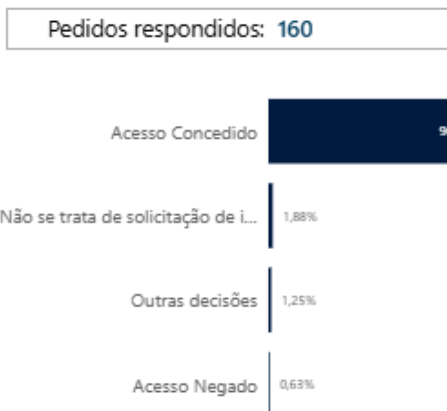 Pedidos respondidos: 160
Acesso Concedido 9
Não se trata de solicitação de i... 1,88%
Outras decisões 1,25%
Acesso Negado 0,63%